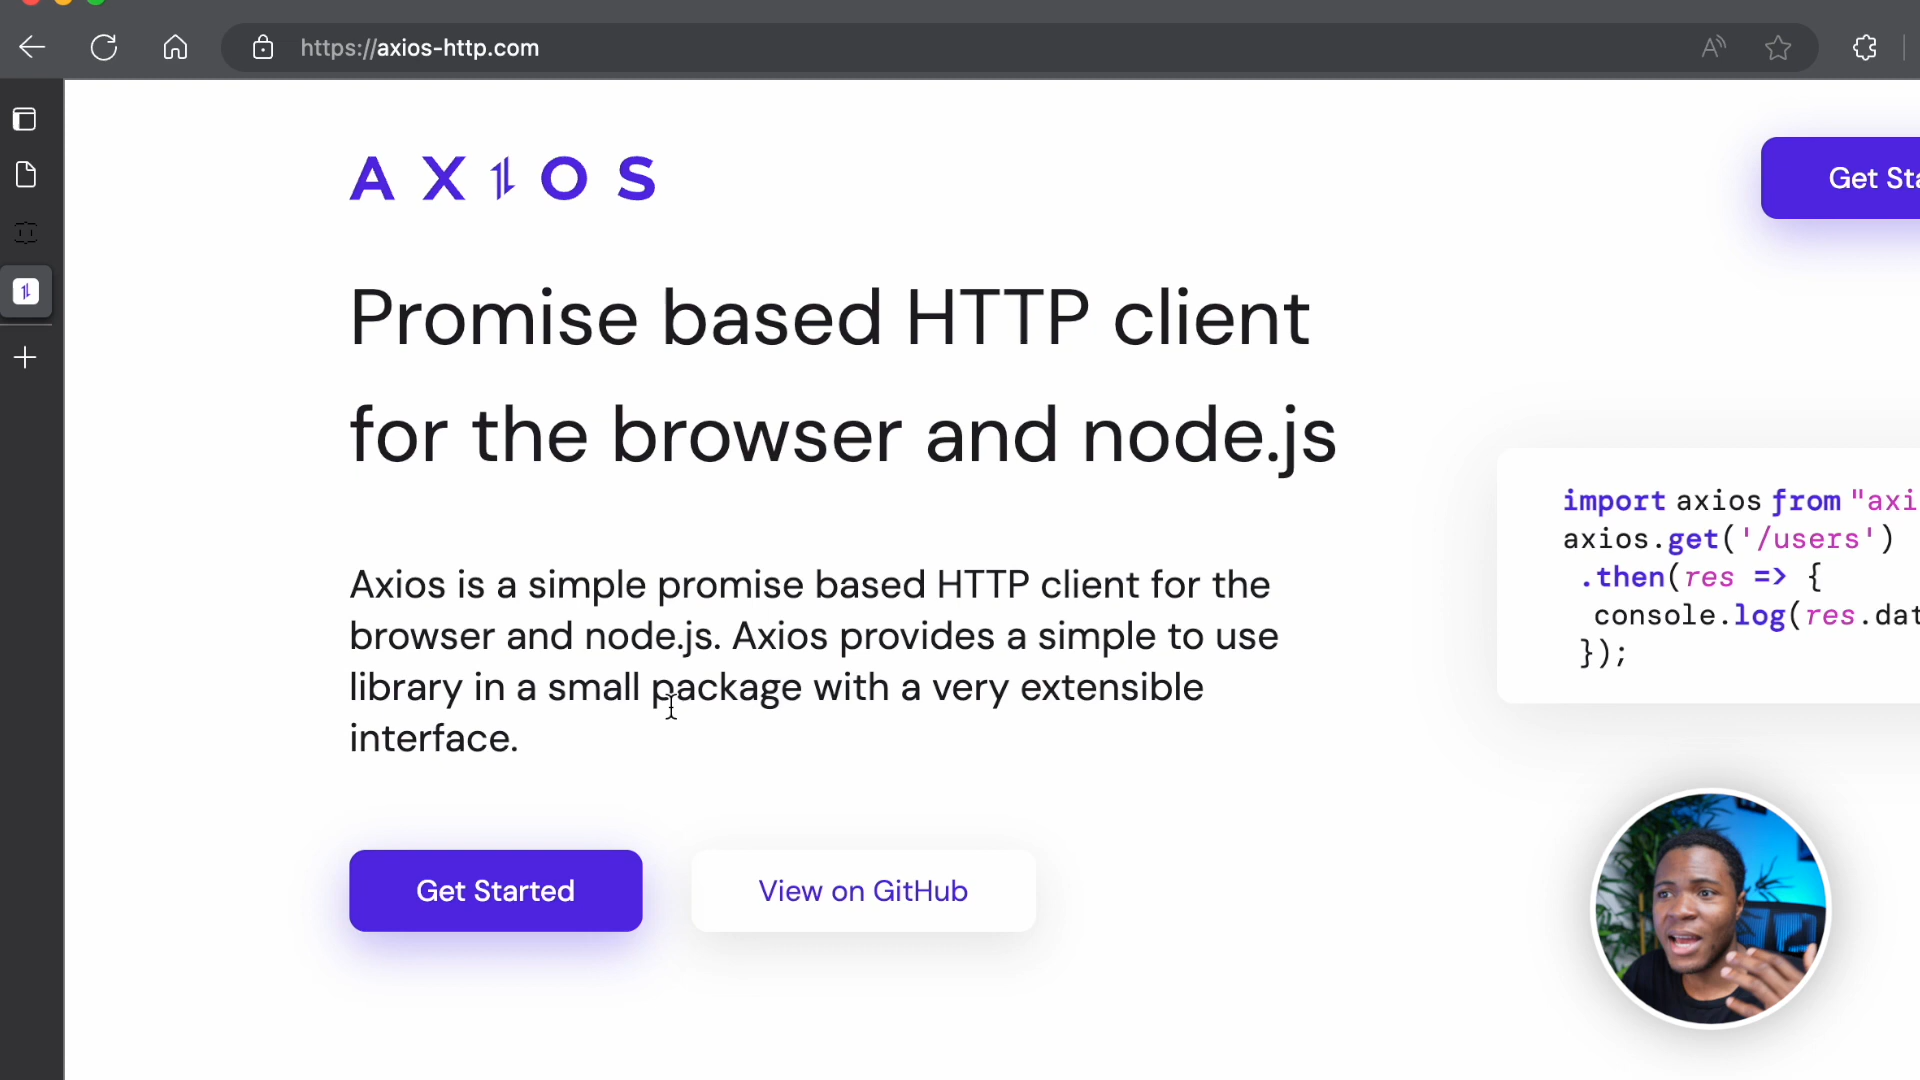 https://axios-http.com
AXIOS
Get Sta
Promise based HTTP client
for the browser and node.js
Axios is a simple promise based HTTP client for the
browser and node.js. Axios provides a simple to use
library in a small package with a very extensible
interface.
Get Started
View on GitHub
import axios from "axi
axios.get('/users')
.then(res => {
console.log(res.dat
});